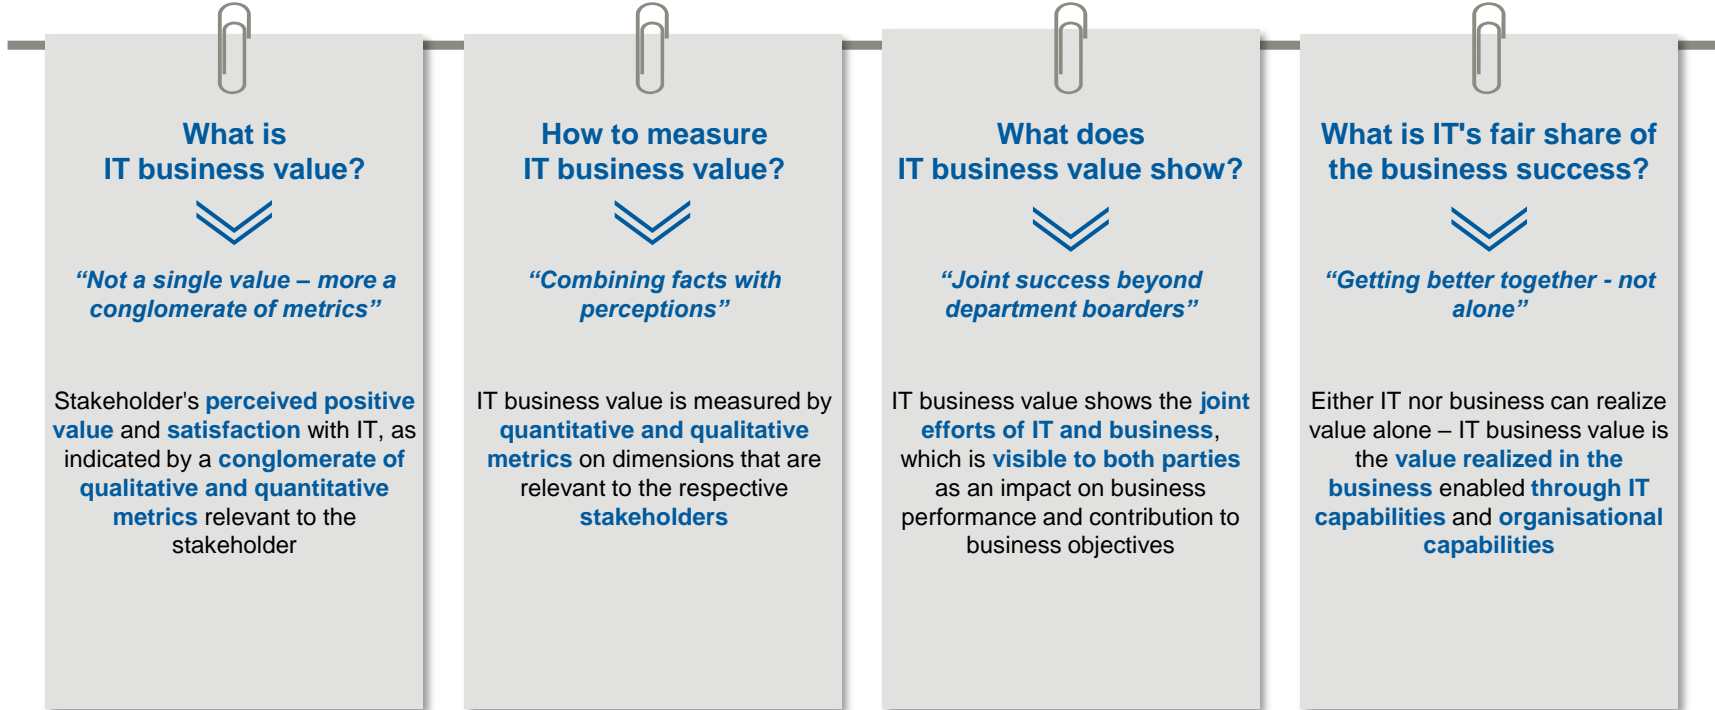 What is
IT business value?
“Not a single value – more a
conglomerate of metrics”
Stakeholder's perceived positive
value and satisfaction with IT, as
indicated by a conglomerate of
qualitative and quantitative
metrics relevant to the
stakeholder
How to measure
IT business value?
“Combining facts with
perceptions”
IT business value is measured by
quantitative and qualitative
metrics on dimensions that are
relevant to the respective
stakeholders
What does
IT business value show?
“Joint success beyond
department boarders”
IT business value shows the joint
efforts of IT and business,
which is visible to both parties
as an impact on business
performance and contribution to
business objectives
What is IT's fair share of
the business success?
“Getting better together - not
alone”
Either IT nor business can realize
value alone – IT business value is
the value realized in the
business enabled through IT
capabilities and organisational
capabilities